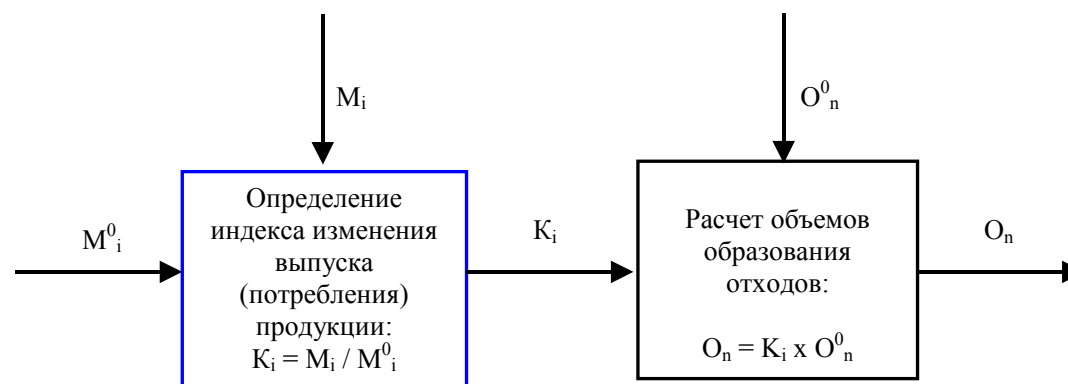 Mᵢ
O⁰ₙ
M⁰ᵢ
Определение
индекса изменения
выпуска
(потребления)
продукции:
Kᵢ = Mᵢ / M⁰ᵢ
Kᵢ
Расчет объемов
образования
отходов:
Oₙ = Kᵢ x O⁰ₙ
Oₙ